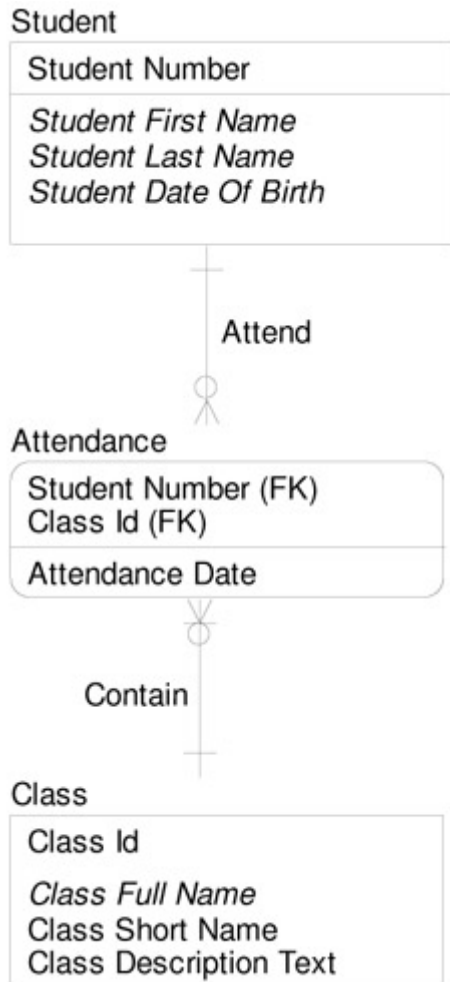 Student
Student Number
Student First Name
Student Last Name
Student Date Of Birth
Attend
Attendance
Student Number (FK)
Class Id (FK)
Attendance Date
Contain
Class
Class Id
Class Full Name
Class Short Name
Class Description Text